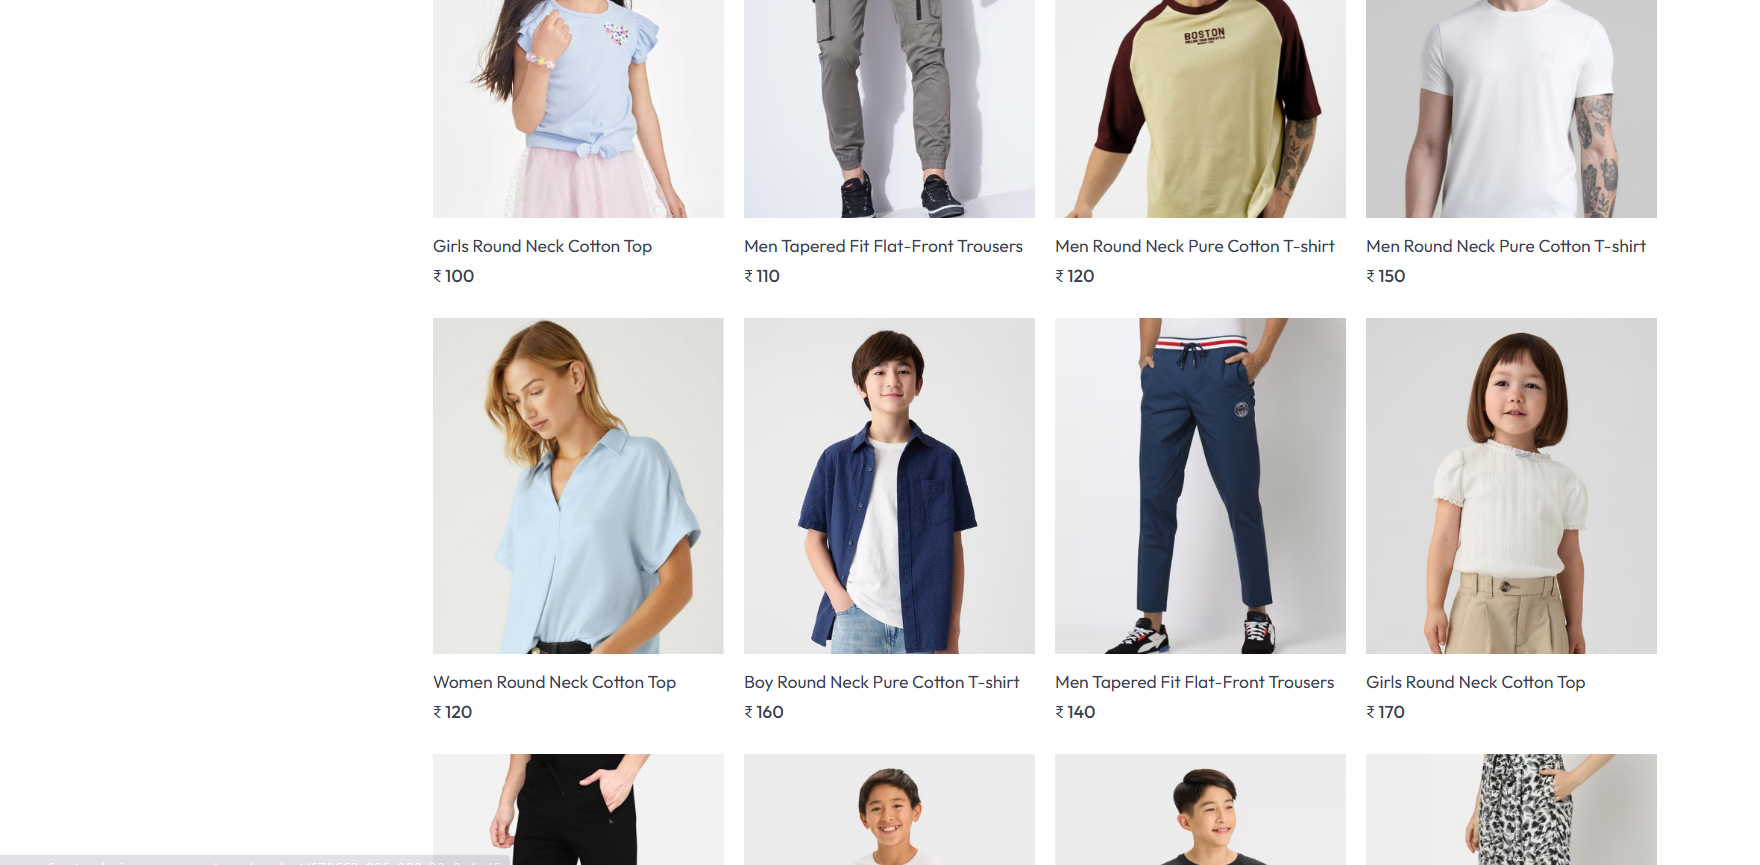 BOSTON
Girls Round Neck Cotton Top
Men Tapered Fit Flat-Front Trousers
Men Round Neck Pure Cotton T-shirt
Men Round Neck Pure Cotton T-shirt
₹ 100
₹ 110
₹ 120
₹ 150
Women Round Neck Cotton Top
Boy Round Neck Pure Cotton T-shirt
Men Tapered Fit Flat-Front Trousers
Girls Round Neck Cotton Top
₹ 120
₹ 160
₹ 140
₹ 170